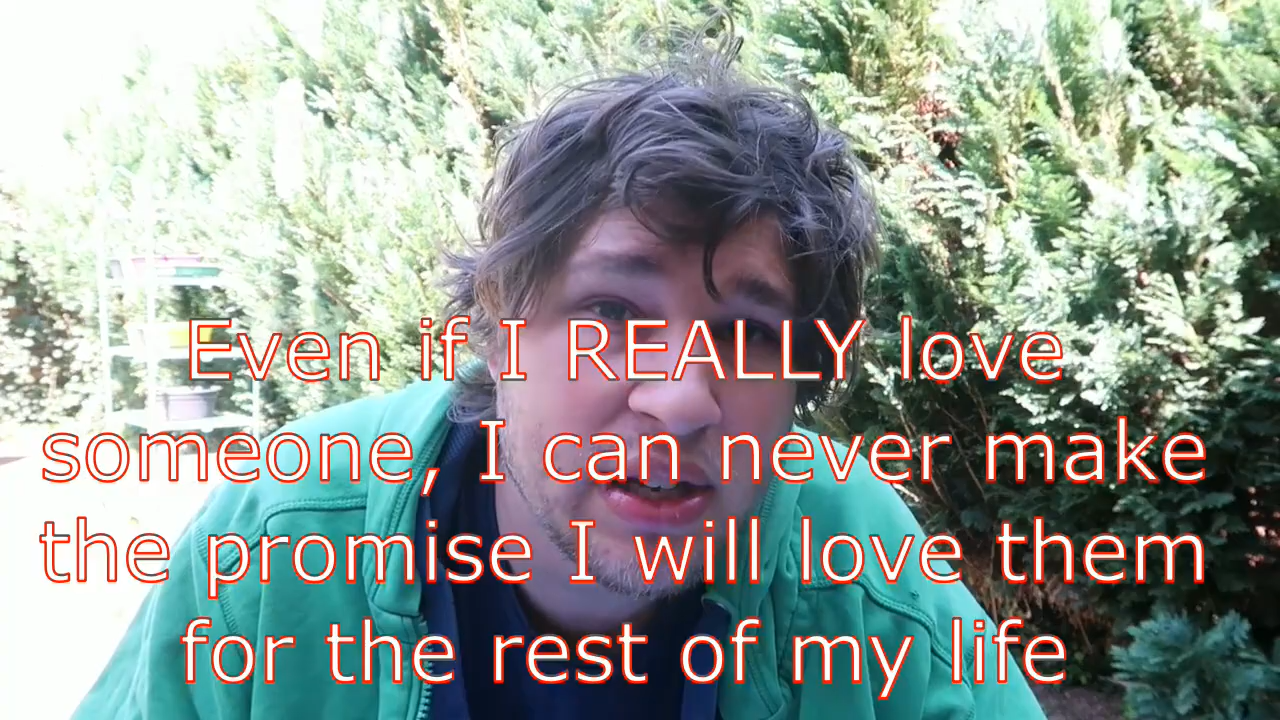 Even if I REALLY love
someone, I can never make
the promise I will love them
for the rest of my life